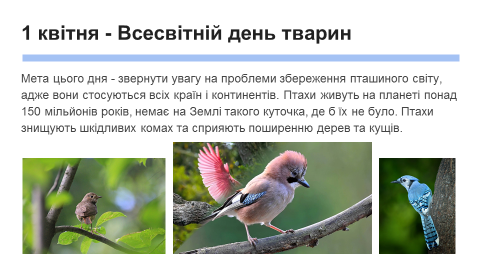 1 квітня - Всесвітній день тварин
Мета цього дня - звернути увагу на проблеми збереження пташиного світу,
адже вони стосуються всіх країн і континентів. Птахи живуть на планеті понад
150 мільйонів років, немає на Землі такого куточка, де б їх не було. Птахи
знищують шкідливих комах та сприяють поширенню дерев та кущів.